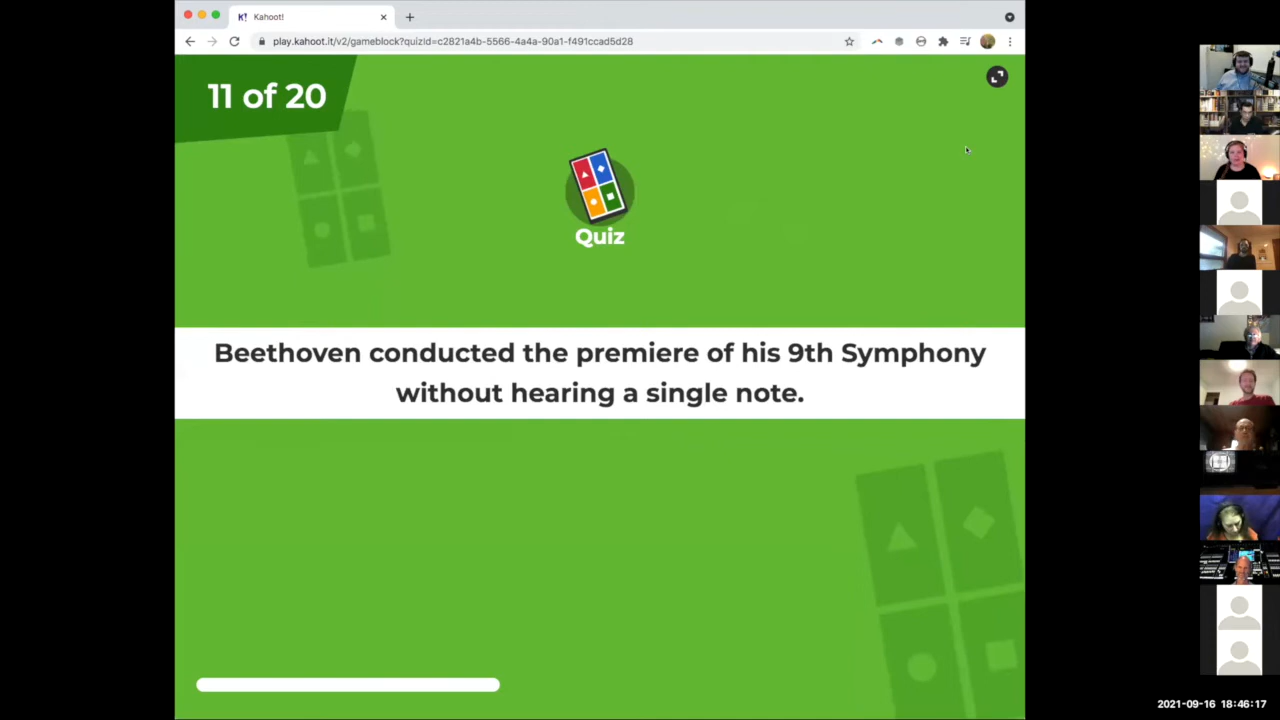 K! Kahoot!
play.kahoot.it/v2/gameblock?quizId=c2821a4b-5566-4a4a-90a1-f491ccad5d28
11 of 20
Quiz
Beethoven conducted the premiere of his 9th Symphony
without hearing a single note.
2021-09-16 18:46:17